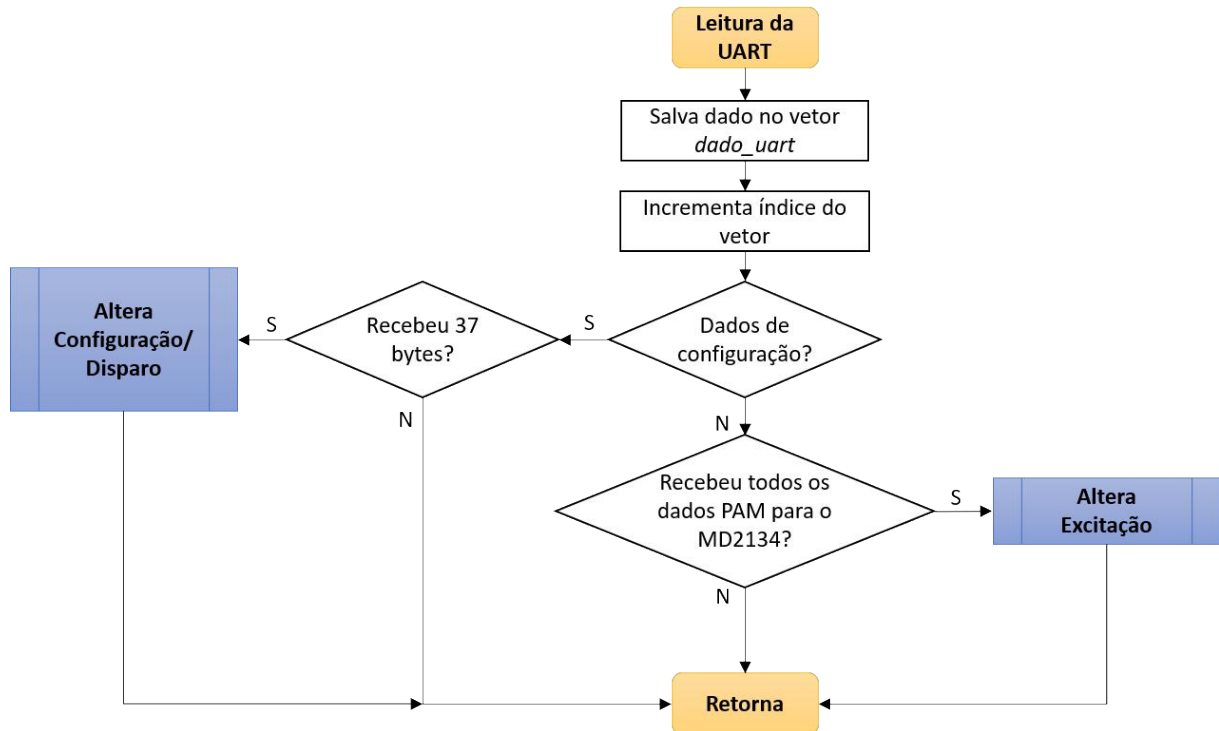 Leitura da
UART
Salva dado no vetor
dado_uart
Incrementa índice do
vetor
Dados de
configuração?
S
Recebeu 37
bytes?
S
Altera
Configuração/
Disparo
N
N
Recebeu todos os
dados PAM para o
MD2134?
S
Altera
Excitação
N
Retorna